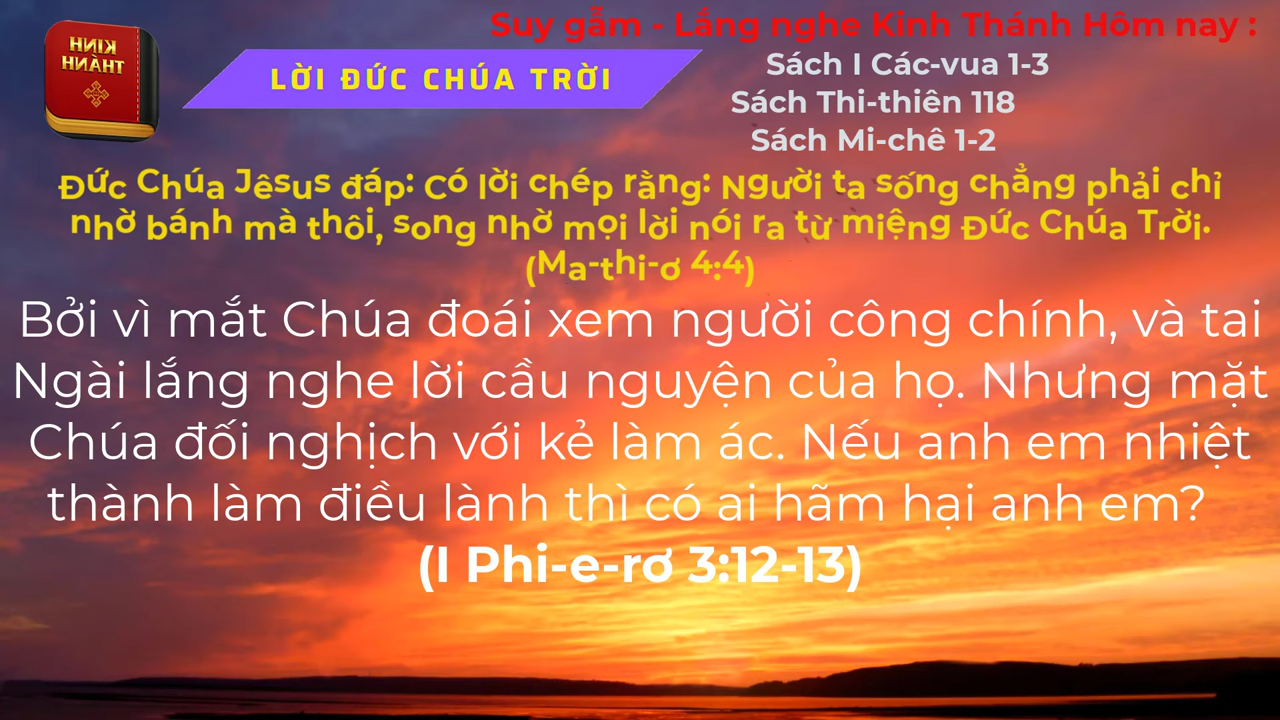 Suy gẫm - Lắng nghe Kinh Thánh Hôm nay :
KINH
THÁNH
LỜI ĐỨC CHÚA TRỜI
Sách I Các-vua 1-3
Sách Thi-thiên 118
Sách Mi-chê 1-2
Đức Chúa Jêsus đáp: Có lời chép rằng: Người ta sống chẳng phải chỉ
nhờ bánh mà thôi, song nhờ mọi lời nói ra từ miệng Đức Chúa Trời.
(Ma-thi-ơ 4:4)
Bởi vì mắt Chúa đoái xem người công chính, và tai
Ngài lắng nghe lời cầu nguyện của họ. Nhưng mặt
Chúa đối nghịch với kẻ làm ác. Nếu anh em nhiệt
thành làm điều lành thì có ai hãm hại anh em?
(I Phi-e-rơ 3:12-13)